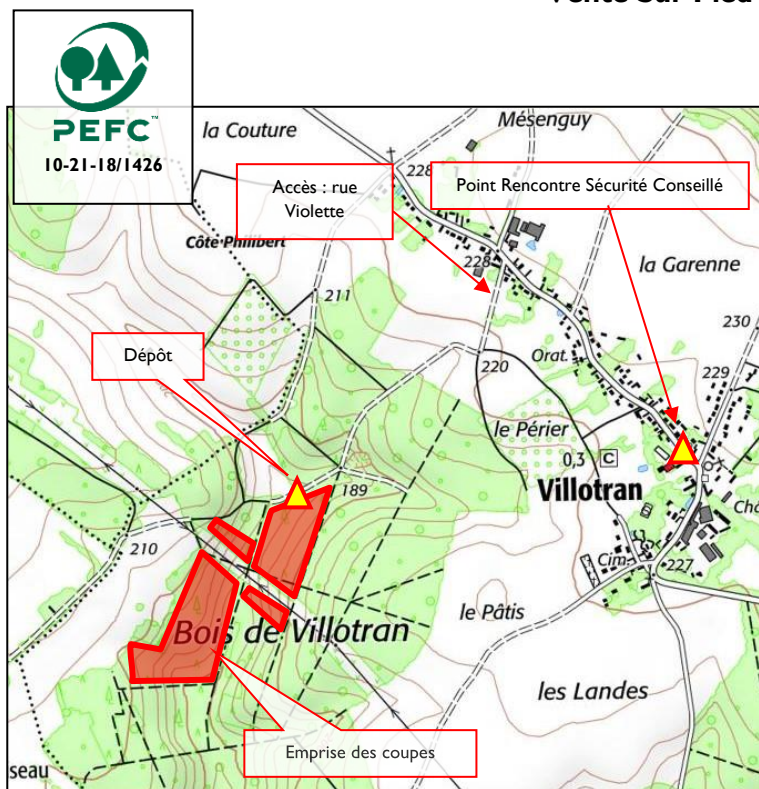 Vente Sur Pied
PEFC™
10-21-18/1426
la Couture
Mésenguy
228
Accès : rue
Violette
Point Rencontre Sécurité Conseillé
Côte Philibert
228
la Garenne
211
230
Dépôt
Orat.
220
229
le Périer
0,3 C
Villotran
189
210
Châ
Cim.
227
le Pâtis
Bois de Villotran
les Landes
Emprise des coupes
seau